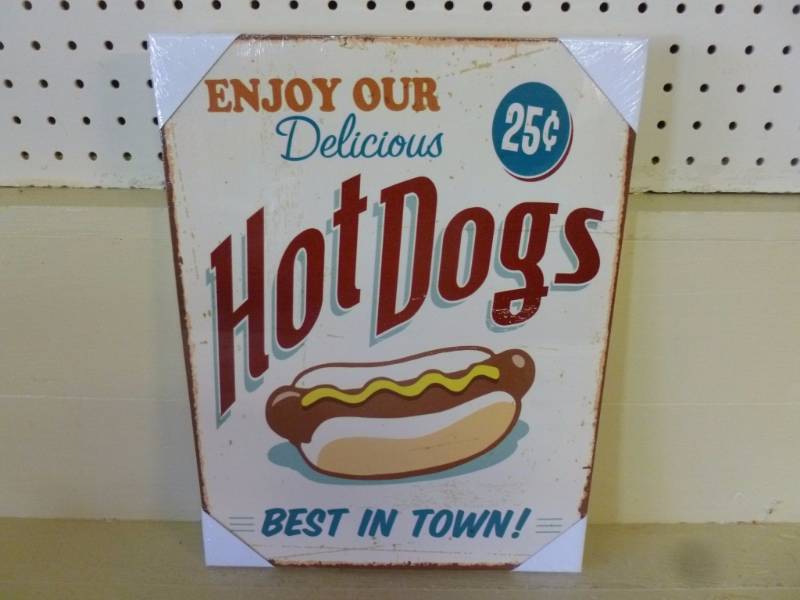 ENJOY OUR
Delicious
25¢
Hot Dogs
BEST IN TOWN!